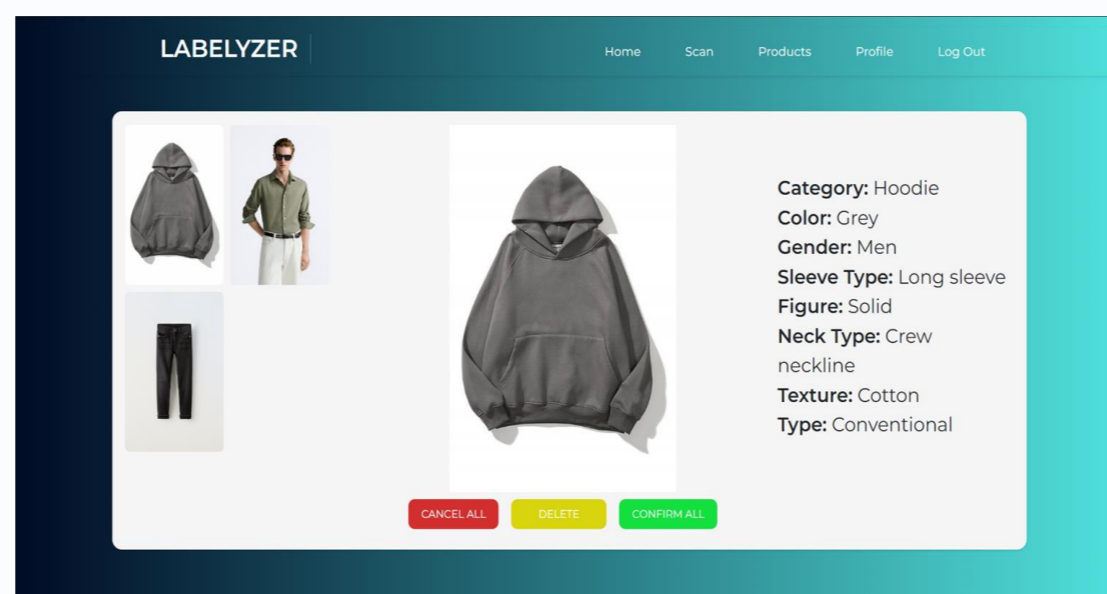 LABELYZER
Home Scan Products Profile Log Out
Category: Hoodie
Color: Grey
Gender: Men
Sleeve Type: Long sleeve
Figure: Solid
Neck Type: Crew
neckline
Texture: Cotton
Type: Conventional
CANCEL ALL DELETE CONFIRM ALL